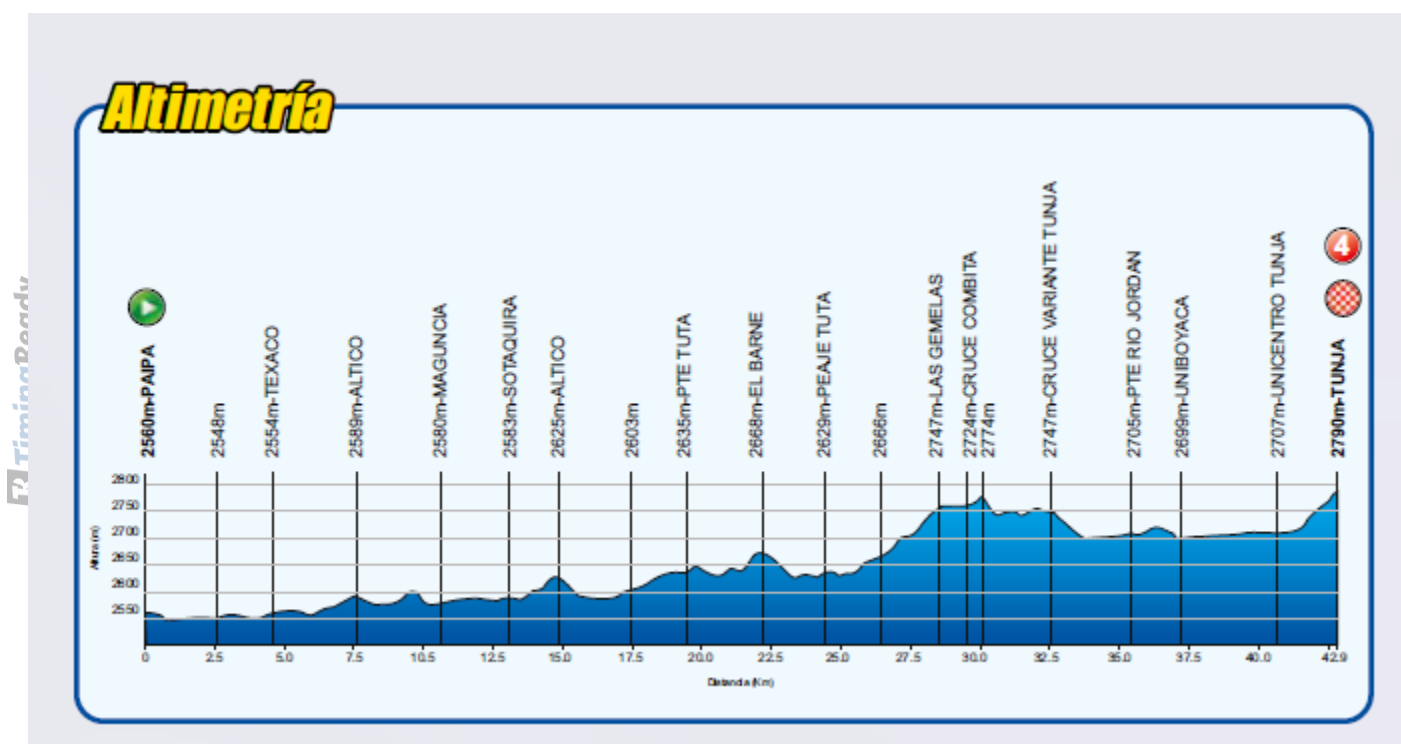 Altimetría
4
2560m-PAIPA
2548m
2554m-TEXACO
2589m-ALTICO
2580m-MAGUNCIA
2583m-SOTAQUIRA
2625m-ALTICO
2603m
2635m-PTE TUTA
2668m-EL BARNE
2629m-PEAJE TUTA
2666m
2747m-LAS GEMELAS
2724m-CRUCE COMBITA
2774m
2747m-CRUCE VARIANTE TUNJA
2705m-PTE RIO JORDAN
2699m-UNIBOYACA
2707m-UNICENTRO TUNJA
2790m-TUNJA
TimingReady
Altura (m)
2800
2750
2700
2650
2600
2550
0 2.5 5.0 7.5 10.5 12.5 15.0 17.5 20.0 22.5 25.0 27.5 30.0 32.5 35.0 37.5 40.0 42.9
Distancia (Km)